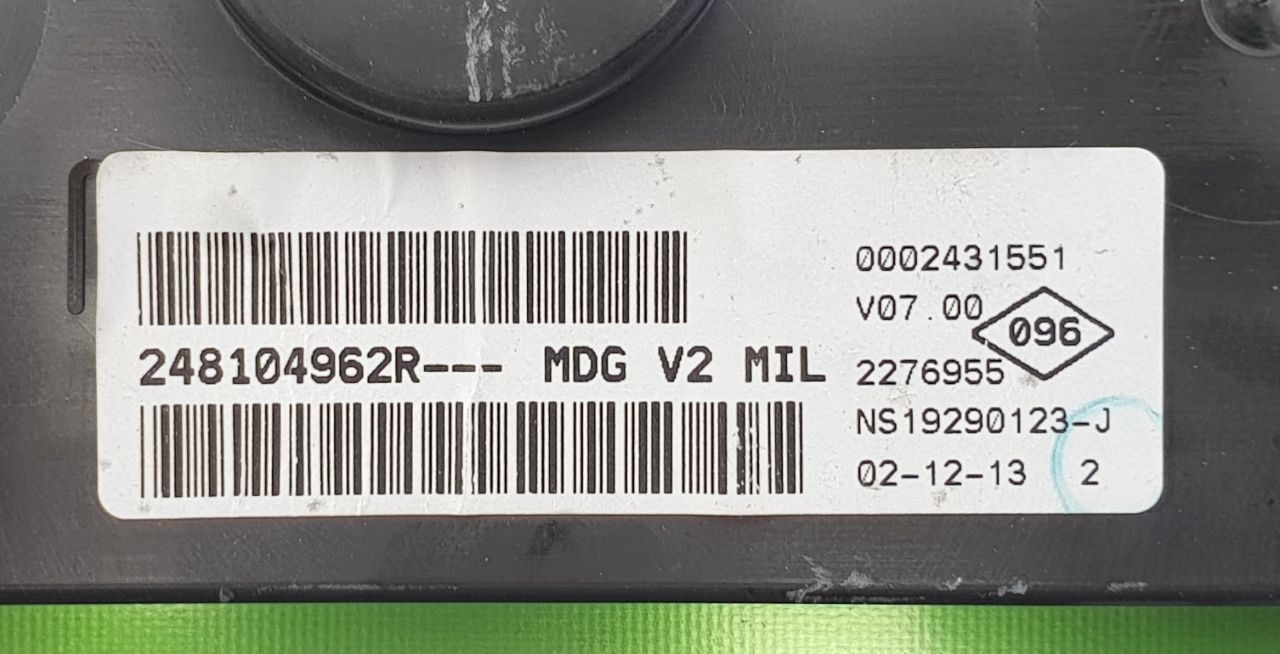 0002431551
V07.00
096
248104962R--- MDG V2 MIL
2276955
NS19290123-J
02-12-13 2